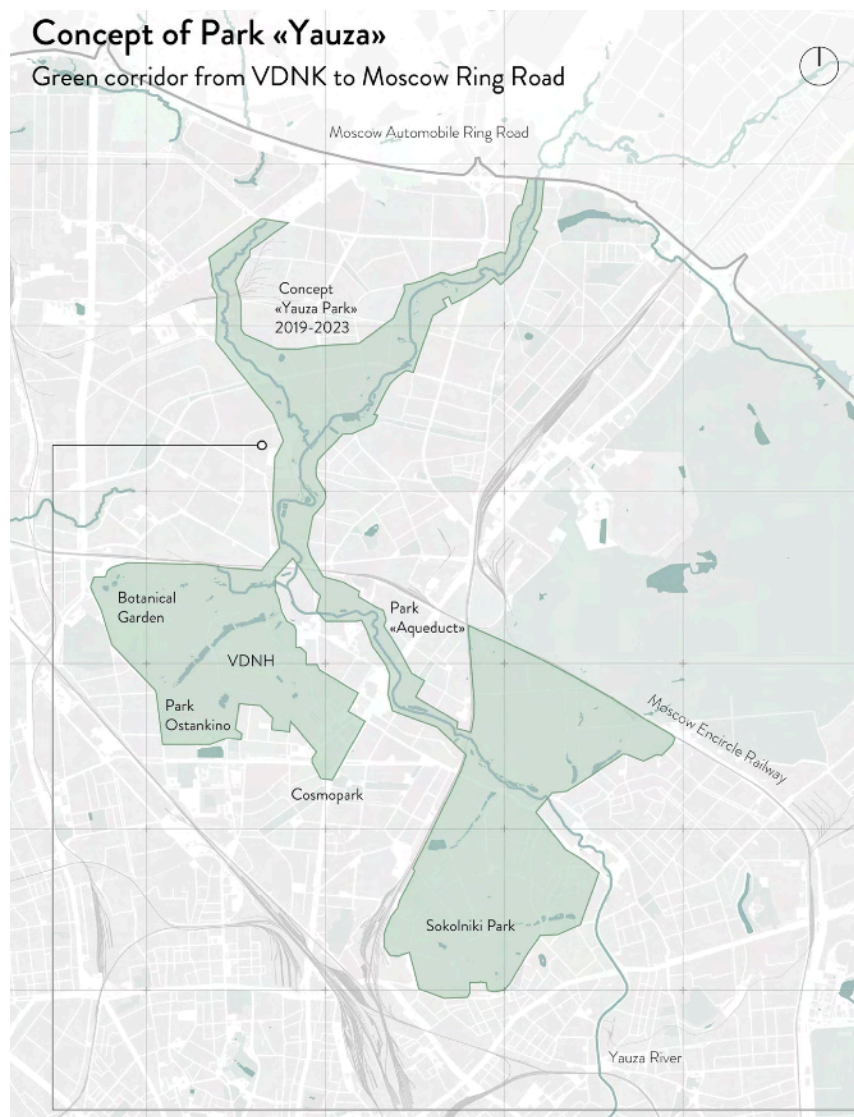 Concept of Park «Yauza»
Green corridor from VDNK to Moscow Ring Road
Moscow Automobile Ring Road
Concept
«Yauza Park»
2019-2023
Botanical
Garden
Park
«Aqueduct»
VDNH
Park
Ostankino
Moscow Encircle Railway
Cosmopark
Sokolniki Park
Yauza River